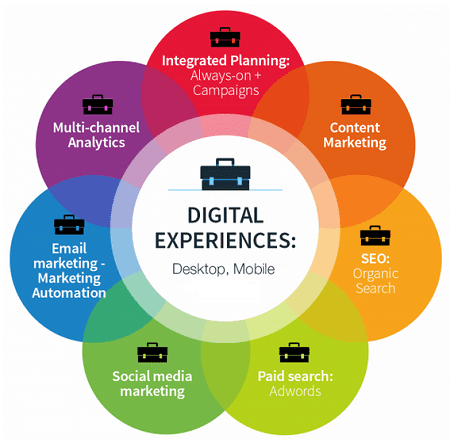 Integrated Planning:
Always-on +
Campaigns
Content
Marketing
SEO:
Organic
Search
Paid search:
Adwords
Social media
marketing
Email
marketing -
Marketing
Automation
Multi-channel
Analytics
DIGITAL
EXPERIENCES:
Desktop, Mobile